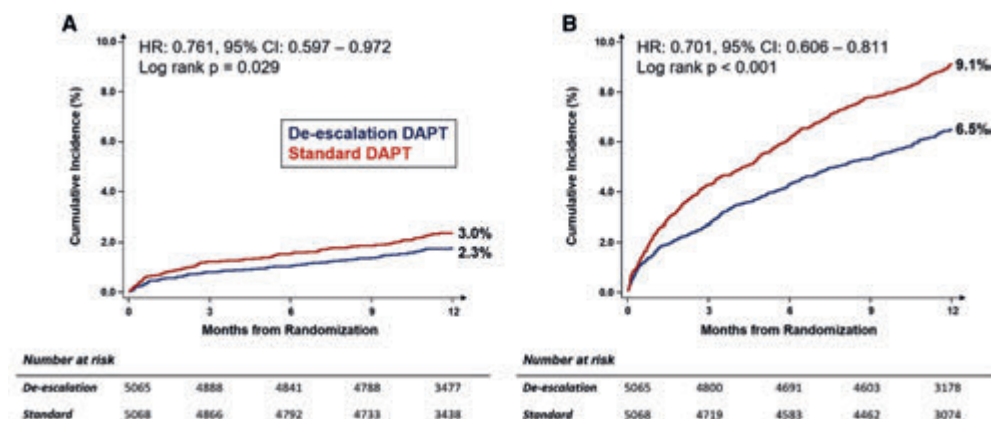 A
HR: 0.761, 95% CI: 0.597 – 0.972
Log rank p = 0.029
De-escalation DAPT
Standard DAPT
Cumulative Incidence (%)
10.0
8.0
6.0
4.0
2.0
0.0
3.0%
2.3%
0 3 6 9 12
Months from Randomization
Number at risk
De-escalation 5065 4888 4841 4788 3477
Standard 5068 4866 4792 4733 3438
B
HR: 0.701, 95% CI: 0.606 – 0.811
Log rank p < 0.001
Cumulative Incidence (%)
10.0
8.0
6.0
4.0
2.0
0.0
9.1%
6.5%
0 3 6 9 12
Months from Randomization
Number at risk
De-escalation 5065 4800 4691 4603 3178
Standard 5068 4719 4583 4462 3074